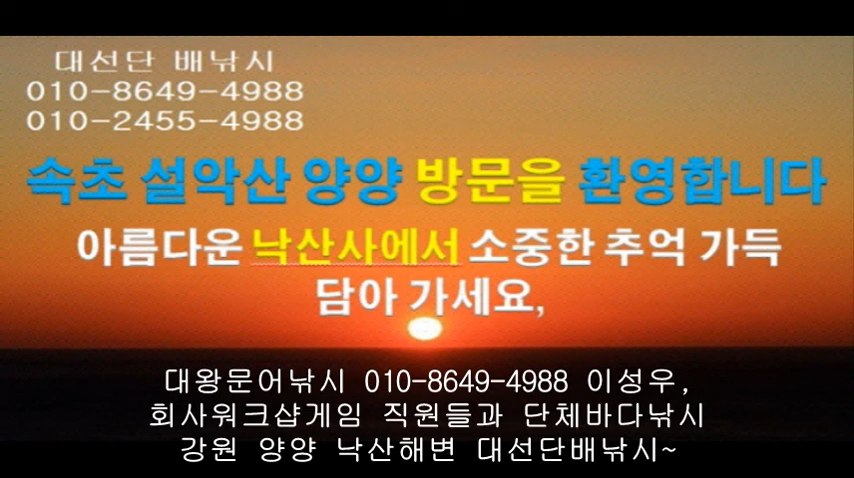 대선단 배낚시
010-8649-4988
010-2455-4988
속초 설악산 양양 방문을 환영합니다
아름다운 낙산사에서 소중한 추억 가득
담아 가세요,
대왕문어낚시 010-8649-4988 이성우,
회사워크샵게임 직원들과 단체바다낚시
강원 양양 낙산해변 대선단배낚시~